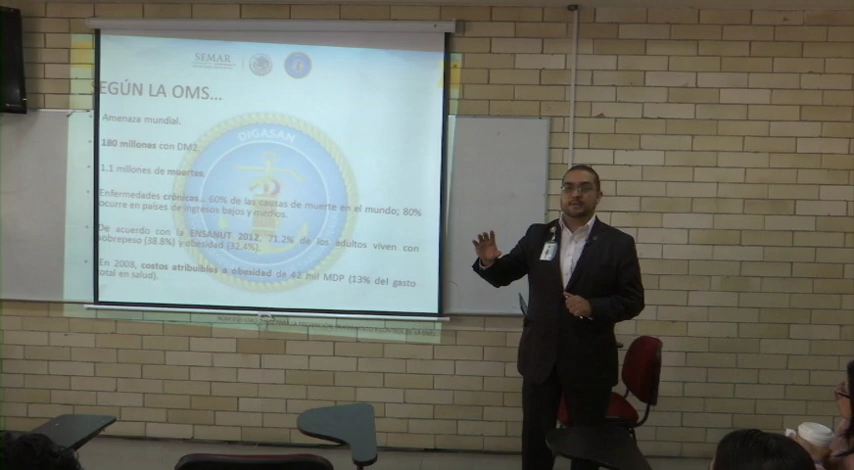 SEMAR
EGÚN LA OMS...
Amenaza mundial.
180 millones con DM2.
1.1 millones de muertes.
Enfermedades crónicas... 60% de las causas de muerte en el mundo; 80%
ocurre en países de ingresos bajos y medios.
De acuerdo con la ENSANUT 2012, 71.2% de los adultos viven con
sobrepeso (38.8%) y obesidad (32.4%).
En 2008, costos atribuibles a obesidad de 42 mil MDP (13% del gasto
total en salud).
DIGASAN